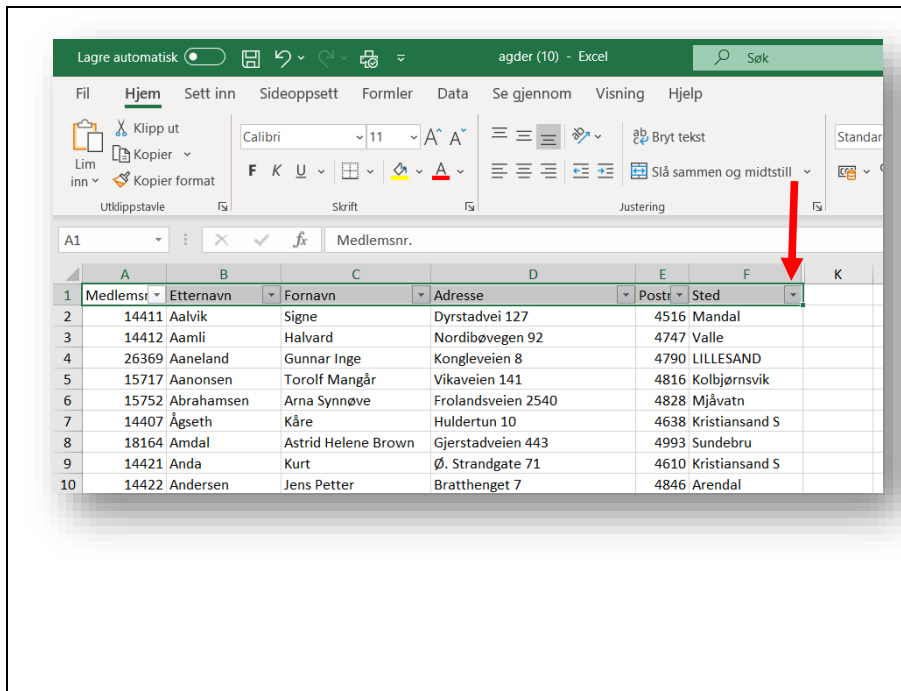 Lagre automatisk agder (10) - Excel Søk
Fil Hjem Sett inn Sideoppsett Formler Data Se gjennom Visning Hjelp
Lim inn
Klipp ut
Kopier
Kopier format
Utklippstavle
Calibri 11 A A
F K U A
Skrift
ab Bryt tekst
Slå sammen og midtstill
Justering
Standar
A1 fx Medlemsnr.
A B C D E F K
1 Medlemsr Etternavn Fornavn Adresse Postr Sted
2 14411 Aalvik Signe Dyrstadvei 127 4516 Mandal
3 14412 Aamli Halvard Nordibøvegen 92 4747 Valle
4 26369 Aaneland Gunnar Inge Kongleveien 8 4790 LILLESAND
5 15717 Aanonsen Torolf Mangår Vikaveien 141 4816 Kolbjørnsvik
6 15752 Abrahamsen Arna Synnøve Frolandsveien 2540 4828 Mjåvatn
7 14407 Ågseth Kåre Huldertun 10 4638 Kristiansand S
8 18164 Amdal Astrid Helene Brown Gjerstadveien 443 4993 Sundebru
9 14421 Anda Kurt Ø. Strandgate 71 4610 Kristiansand S
10 14422 Andersen Jens Petter Bratthenget 7 4846 Arendal